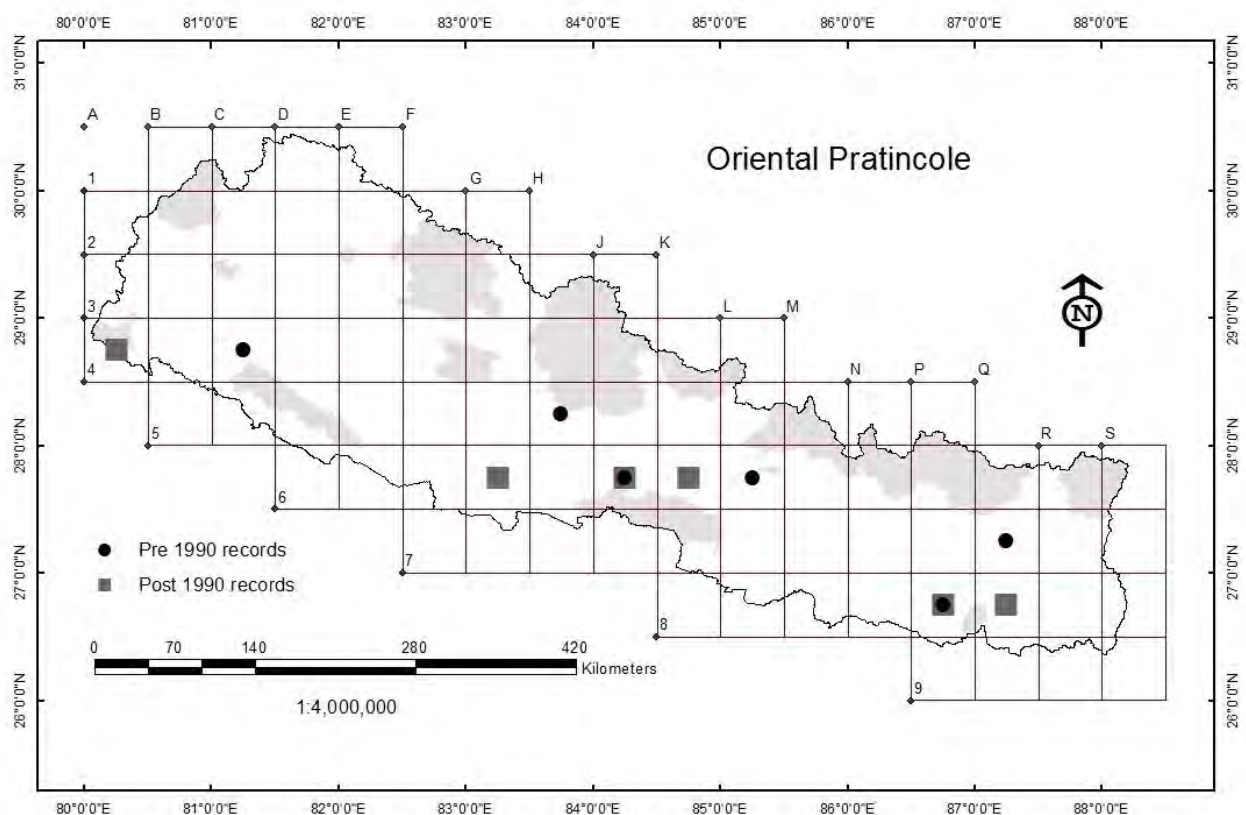 80°0'0"E 81°0'0"E 82°0'0"E 83°0'0"E 84°0'0"E 85°0'0"E 86°0'0"E 87°0'0"E 88°0'0"E
31°0'0"N 31°0'0"N
A B C D E F
Oriental Pratincole
30°0'0"N 1 G H 30°0'0"N
2 J K
N
29°0'0"N 3 L M 29°0'0"N
4 N P Q
28°0'0"N 5 R S 28°0'0"N
6
Pre 1990 records
27°0'0"N 7 27°0'0"N
Post 1990 records
8
0 70 140 280 420
Kilometers
1:4,000,000
26°0'0"N 9 26°0'0"N
80°0'0"E 81°0'0"E 82°0'0"E 83°0'0"E 84°0'0"E 85°0'0"E 86°0'0"E 87°0'0"E 88°0'0"E